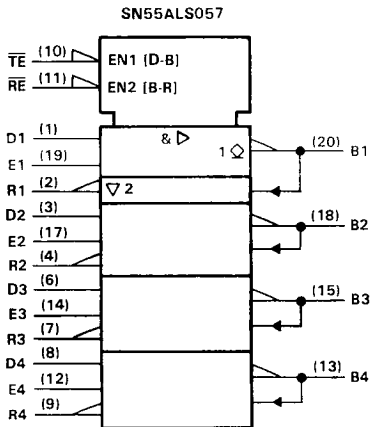 SN55ALS057
T̅E̅ (10) EN1 [D-B]
R̅E̅ (11) EN2 [B-R]
D1 (1) & ▷
1 ◇ (20) B1
E1 (19)
R1 (2) ▽ 2
D2 (3)
(18) B2
E2 (17)
R2 (4)
D3 (6)
(15) B3
E3 (14)
R3 (7)
D4 (8)
(13) B4
E4 (12)
R4 (9)